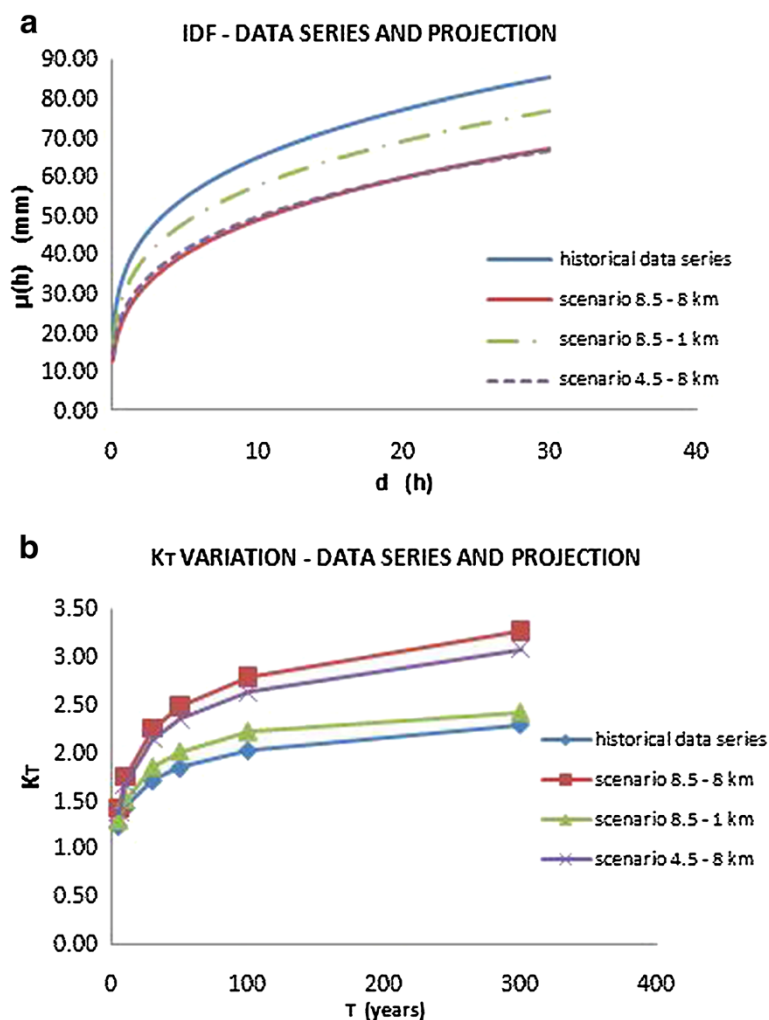 a
IDF - DATA SERIES AND PROJECTION
90.00
80.00
70.00
60.00
50.00
40.00
30.00
20.00
10.00
0.00
μ(h) (mm)
historical data series
scenario 8.5 - 8 km
scenario 8.5 - 1 km
scenario 4.5 - 8 km
0 10 20 30 40
d (h)
b
KT VARIATION - DATA SERIES AND PROJECTION
3.50
3.00
2.50
2.00
1.50
1.00
0.50
0.00
KT
historical data series
scenario 8.5 - 8 km
scenario 8.5 - 1 km
scenario 4.5 - 8 km
0 100 200 300 400
T (years)